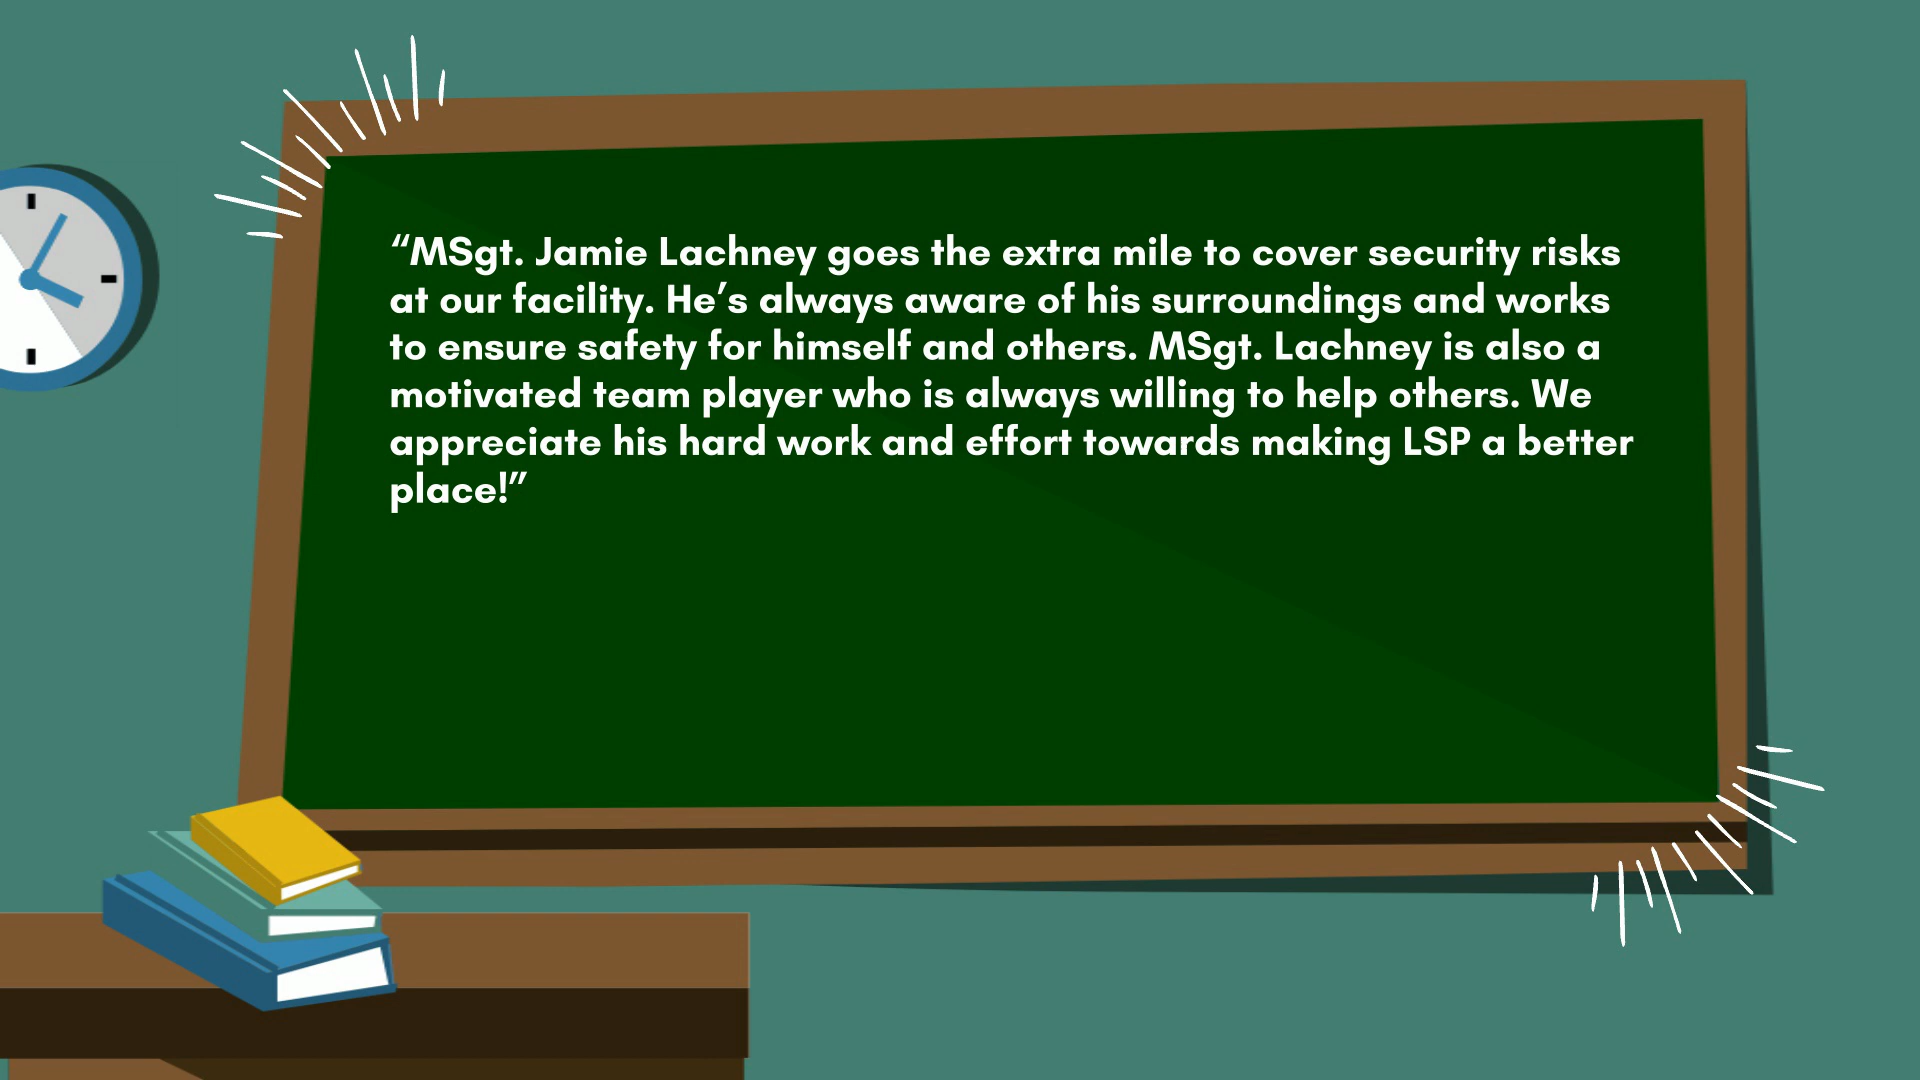 “MSgt. Jamie Lachney goes the extra mile to cover security risks
at our facility. He’s always aware of his surroundings and works
to ensure safety for himself and others. MSgt. Lachney is also a
motivated team player who is always willing to help others. We
appreciate his hard work and effort towards making LSP a better
place!”